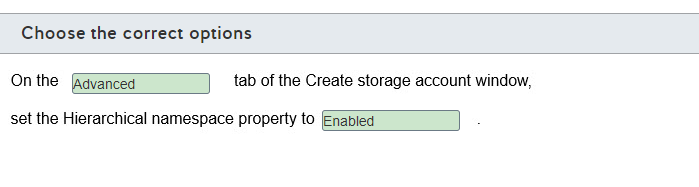 Choose the correct options
On the Advanced tab of the Create storage account window,
set the Hierarchical namespace property to Enabled .